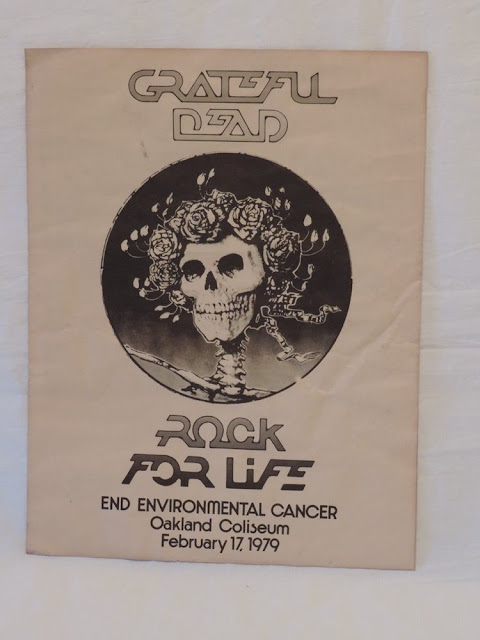 GRATEFUL
DEAD
ROCK
FOR LiFE
END ENVIRONMENTAL CANCER
Oakland Coliseum
February 17, 1979